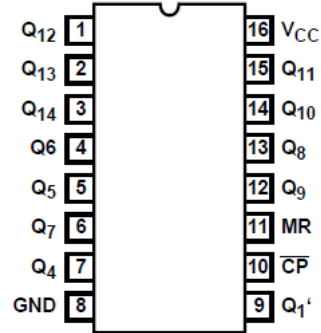 Q12 1 16 VCC
Q13 2 15 Q11
Q14 3 14 Q10
Q6 4 13 Q8
Q5 5 12 Q9
Q7 6 11 MR
Q4 7 10 C̅P̅
GND 8 9 Q1'